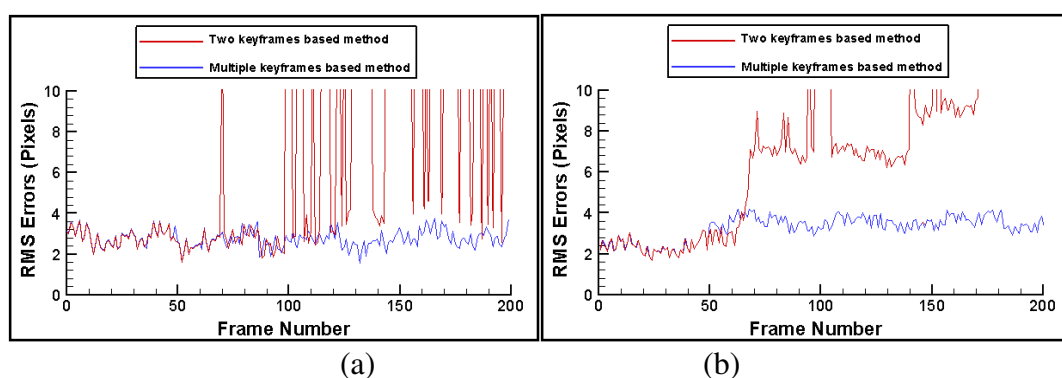 Two keyframes based method
Multiple keyframes based method
RMS Errors (Pixels)
10
8
6
4
2
0
0 50 100 150 200
Frame Number
(a)
Two keyframes based method
Multiple keyframes based method
RMS Errors (Pixels)
10
8
6
4
2
0
0 50 100 150 200
Frame Number
(b)